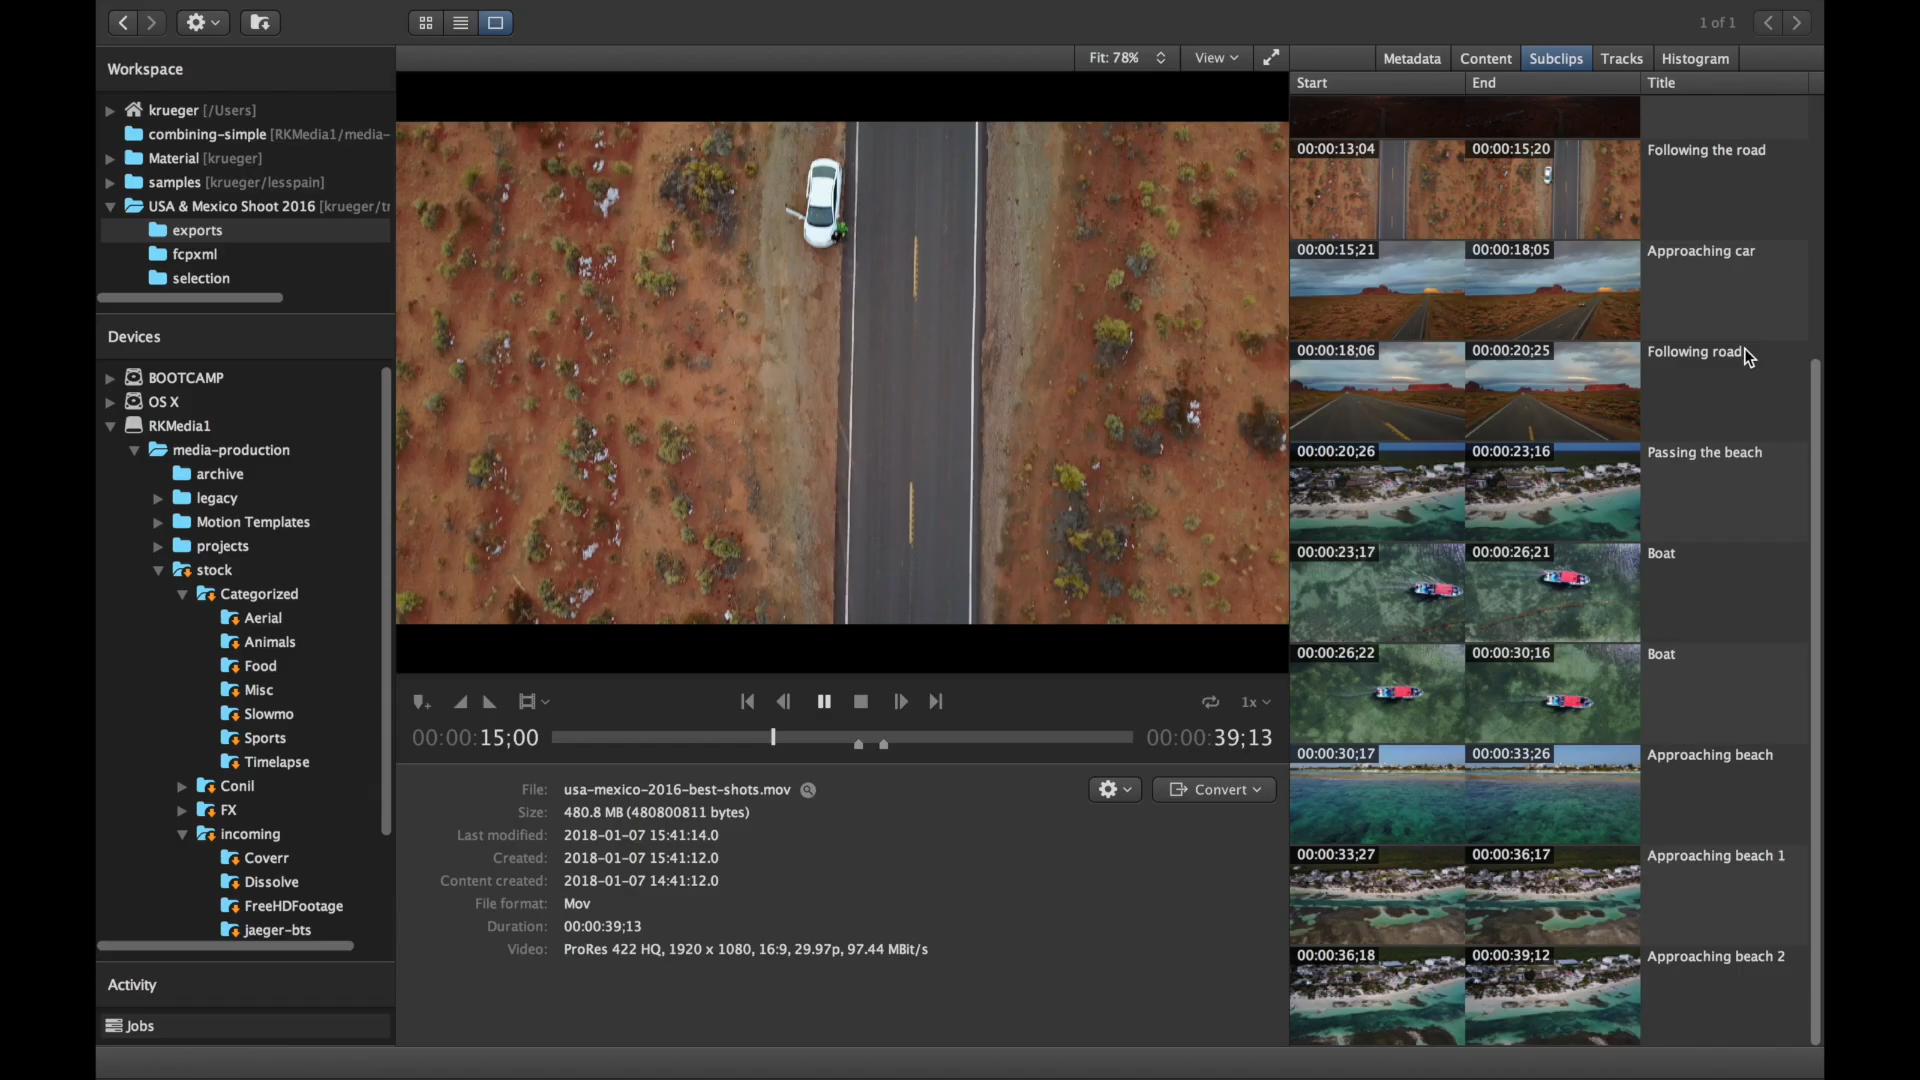 1 of 1
Workspace
krueger [/Users]
combining-simple [RKMedia1/media-
Material [krueger]
samples [krueger/lesspain]
USA & Mexico Shoot 2016 [krueger/tr
exports
fcpxml
selection
Devices
BOOTCAMP
OS X
RKMedia1
media-production
archive
legacy
Motion Templates
projects
stock
Categorized
Aerial
Animals
Food
Misc
Slowmo
Sports
Timelapse
Conil
FX
incoming
Coverr
Dissolve
FreeHDFootage
jaeger-bts
Activity
Jobs
Fit: 78%
View
1x
00:00:15;00
00:00:39;13
File: usa-mexico-2016-best-shots.mov
Convert
Size: 480.8 MB (480800811 bytes)
Last modified: 2018-01-07 15:41:14.0
Created: 2018-01-07 15:41:12.0
Content created: 2018-01-07 14:41:12.0
File format: Mov
Duration: 00:00:39;13
Video: ProRes 422 HQ, 1920 x 1080, 16:9, 29.97p, 97.44 MBit/s
Metadata Content Subclips Tracks Histogram
Start End Title
00:00:13;04 00:00:15;20 Following the road
00:00:15;21 00:00:18;05 Approaching car
00:00:18;06 00:00:20;25 Following road
00:00:20;26 00:00:23;16 Passing the beach
00:00:23;17 00:00:26;21 Boat
00:00:26;22 00:00:30;16 Boat
00:00:30;17 00:00:33;26 Approaching beach
00:00:33;27 00:00:36;17 Approaching beach 1
00:00:36;18 00:00:39;12 Approaching beach 2